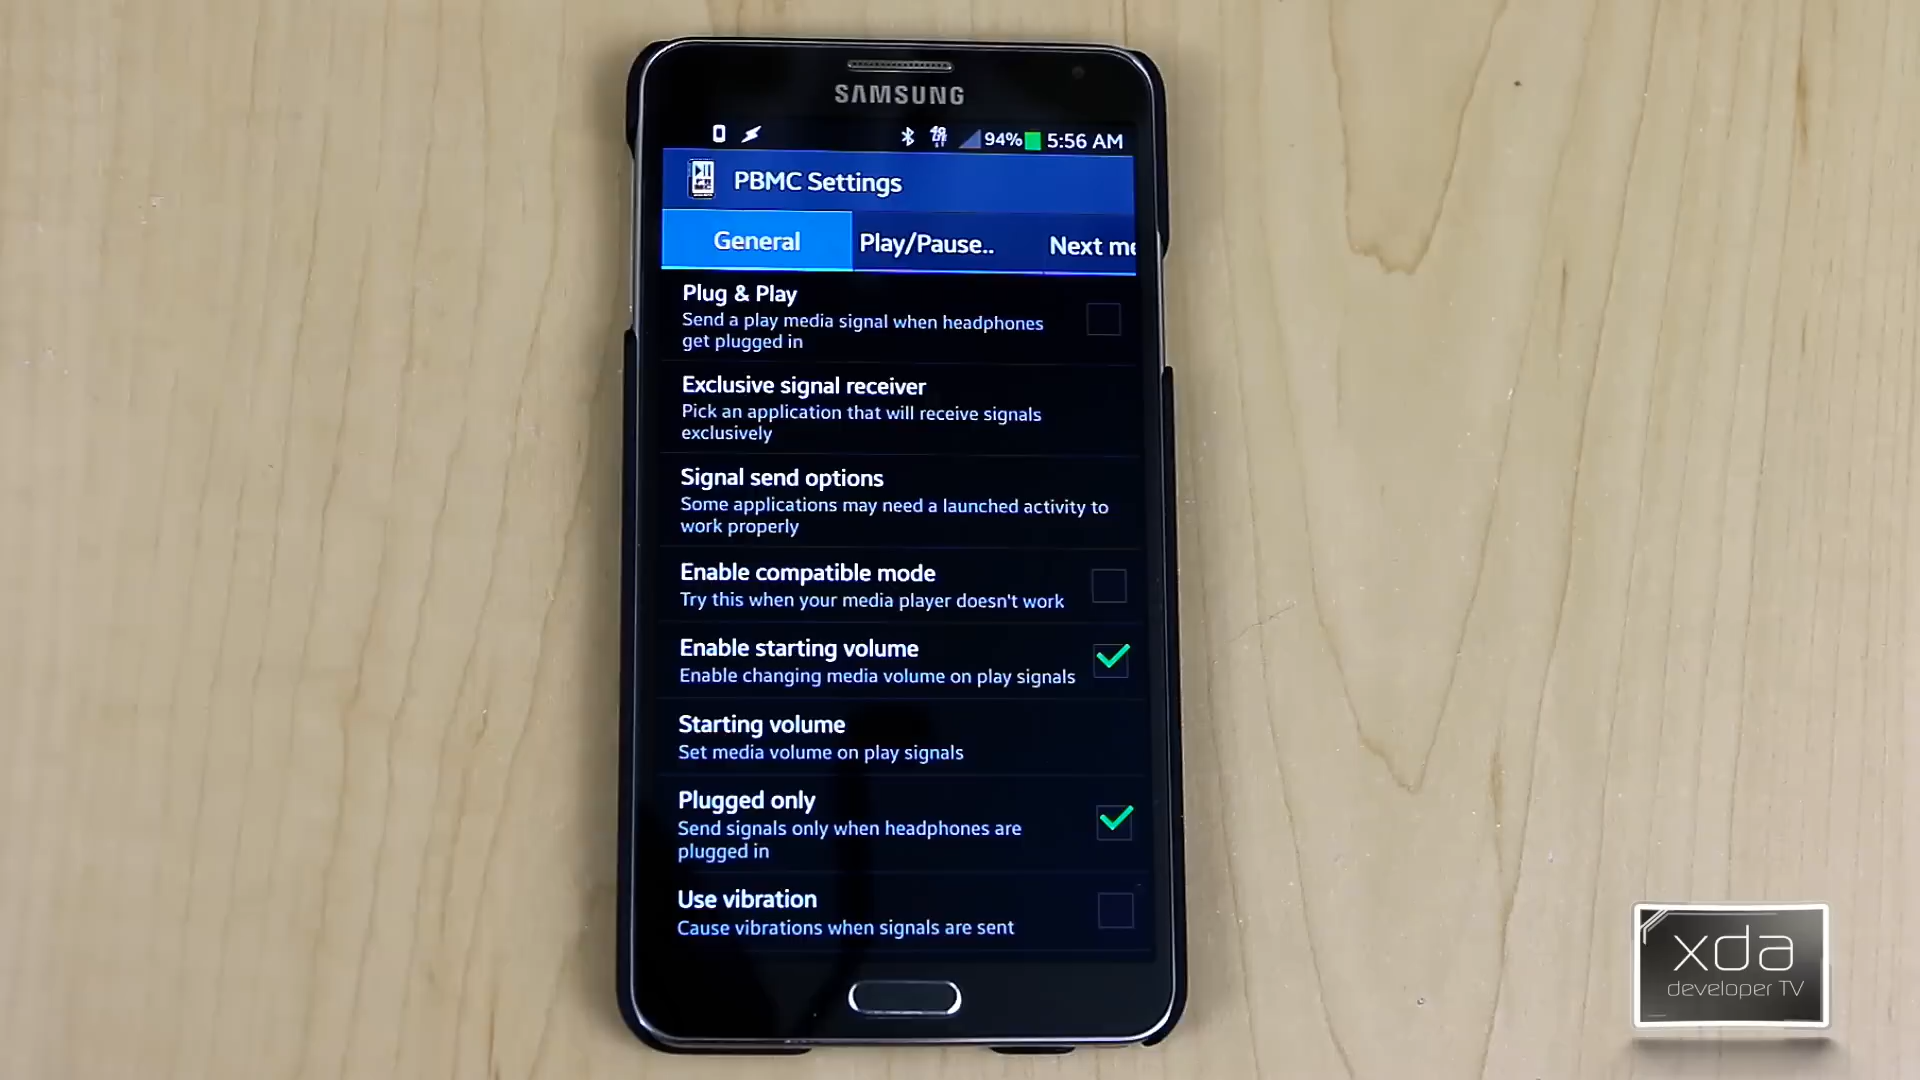 SAMSUNG
94% 5:56 AM
PBMC Settings
General Play/Pause.. Next me
Plug & Play
Send a play media signal when headphones
get plugged in
Exclusive signal receiver
Pick an application that will receive signals
exclusively
Signal send options
Some applications may need a launched activity to
work properly
Enable compatible mode
Try this when your media player doesn't work
Enable starting volume
Enable changing media volume on play signals
Starting volume
Set media volume on play signals
Plugged only
Send signals only when headphones are
plugged in
Use vibration
Cause vibrations when signals are sent
xda
developer TV